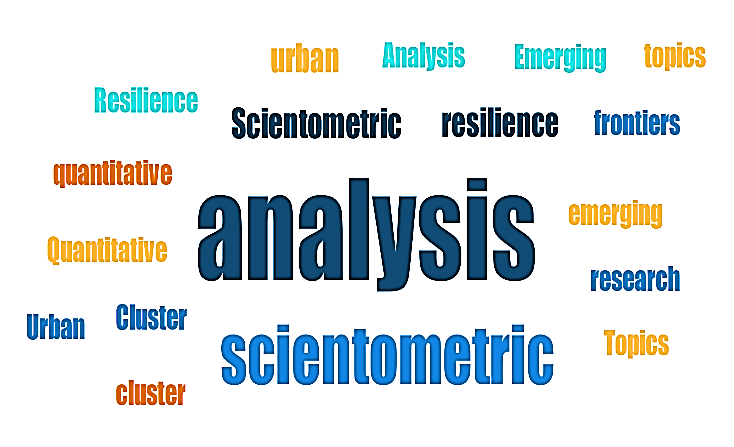 urban Analysis Emerging topics
Resilience Scientometric resilience frontiers
quantitative
analysis
emerging
Quantitative
research
Urban Cluster
scientometric
Topics
cluster